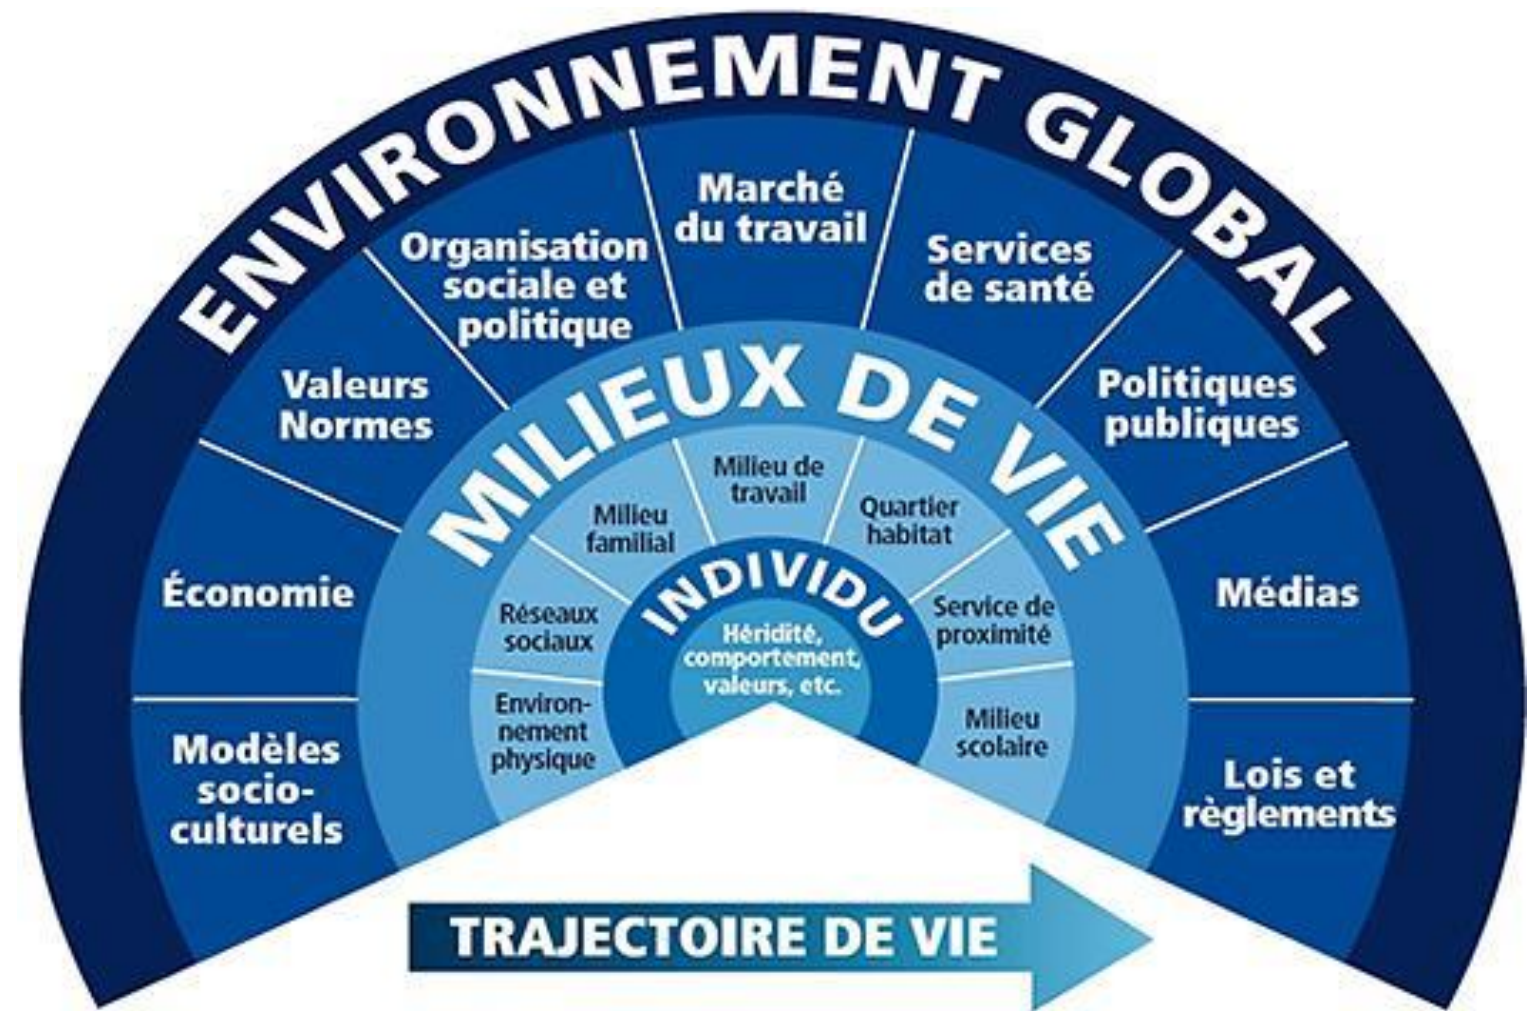 ENVIRONNEMENT GLOBAL
Modèles
socio-
culturels
Économie
Valeurs
Normes
Organisation
sociale et
politique
Marché
du travail
Services
de santé
Politiques
publiques
Médias
Lois et
règlements
MILIEUX DE VIE
Environ-
nement
physique
Réseaux
sociaux
Milieu
familial
Milieu de
travail
Quartier
habitat
Service de
proximité
Milieu
scolaire
INDIVIDU
Héridité,
comportement,
valeurs, etc.
TRAJECTOIRE DE VIE